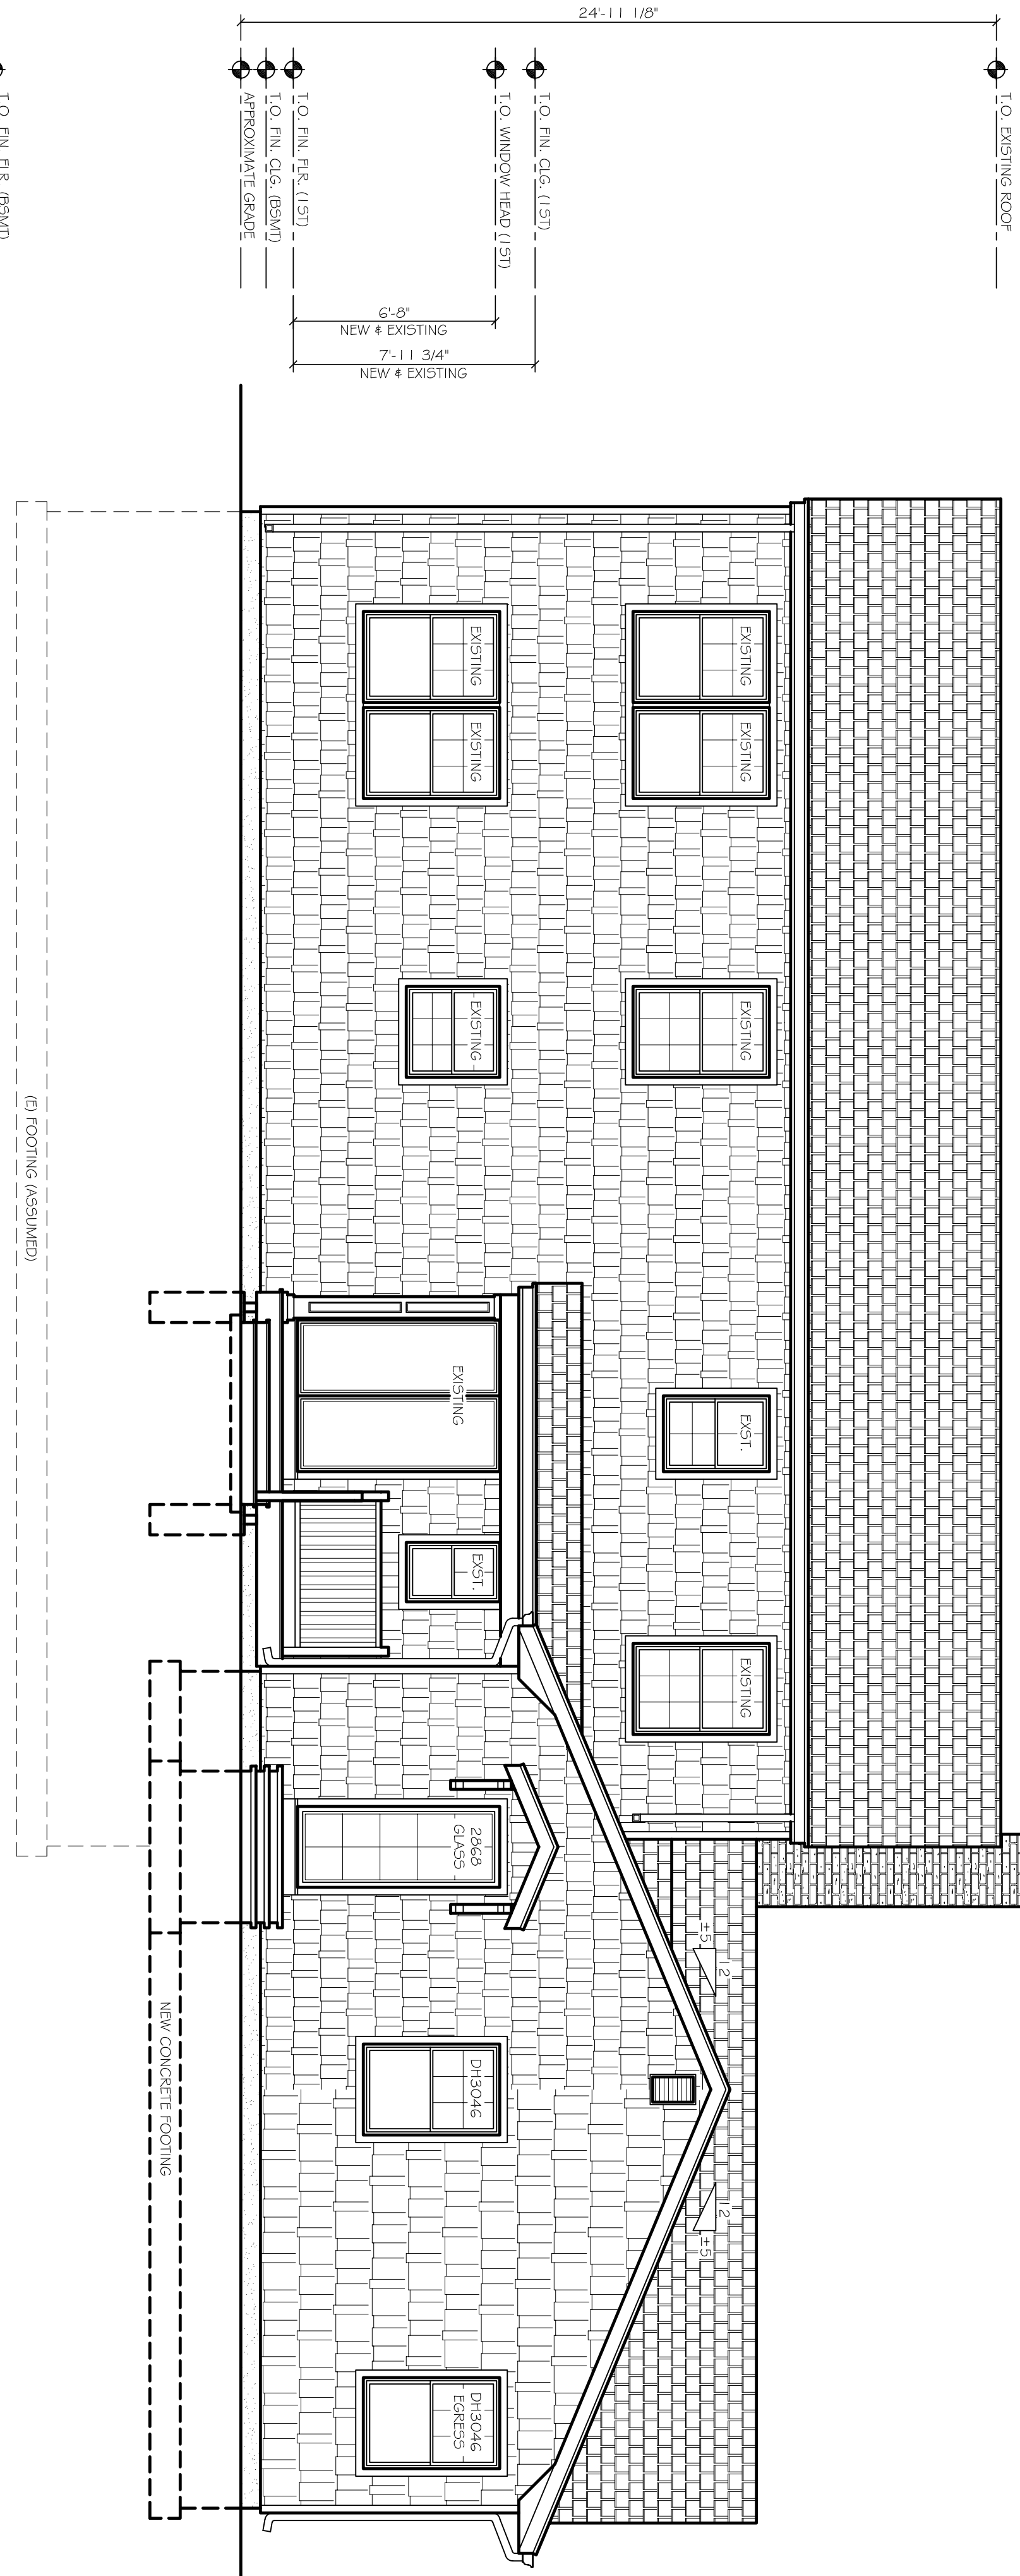 24'-11 1/8"
T.O. EXISTING ROOF
T.O. FIN. CLG. (1ST)
T.O. WINDOW HEAD (1ST)
T.O. FIN. FLR. (1ST)
T.O. FIN. CLG. (BSMT)
APPROXIMATE GRADE
T.O. FIN. FLR. (BSMT)
6'-8"
NEW & EXISTING
7'-11 3/4"
NEW & EXISTING
EXISTING
EXISTING
EXISTING
EXISTING
EXISTING
EXISTING
EXST.
EXISTING
EXISTING
EXST.
2868
GLASS
12
±5
12
±5
DH3046
DH3046
EGRESS
(E) FOOTING (ASSUMED)
NEW CONCRETE FOOTING